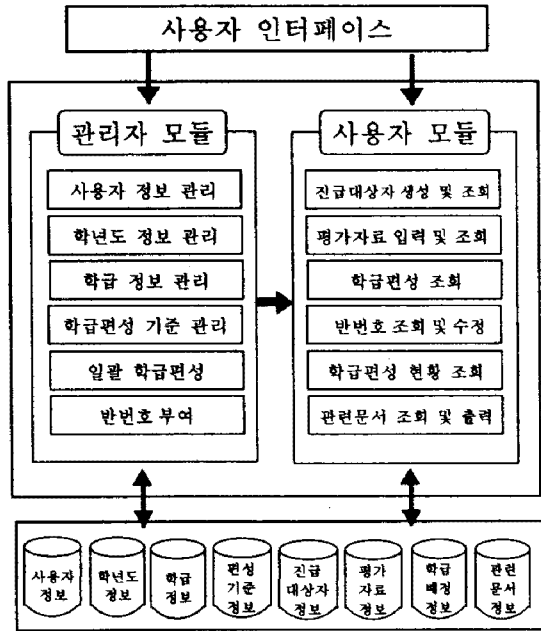 사용자 인터페이스
관리자 모듈
사용자 정보 관리
학년도 정보 관리
학급 정보 관리
학급편성 기준 관리
일괄 학급편성
반번호 부여
사용자 모듈
진급대상자 생성 및 조회
평가자료 입력 및 조회
학급편성 조회
반번호 조회 및 수정
학급편성 현황 조회
관련문서 조회 및 출력
사용자
정보
학년도
정보
학급
정보
편성
기준
정보
진급
대상자
정보
평가
자료
정보
학급
배정
정보
관련
문서
정보